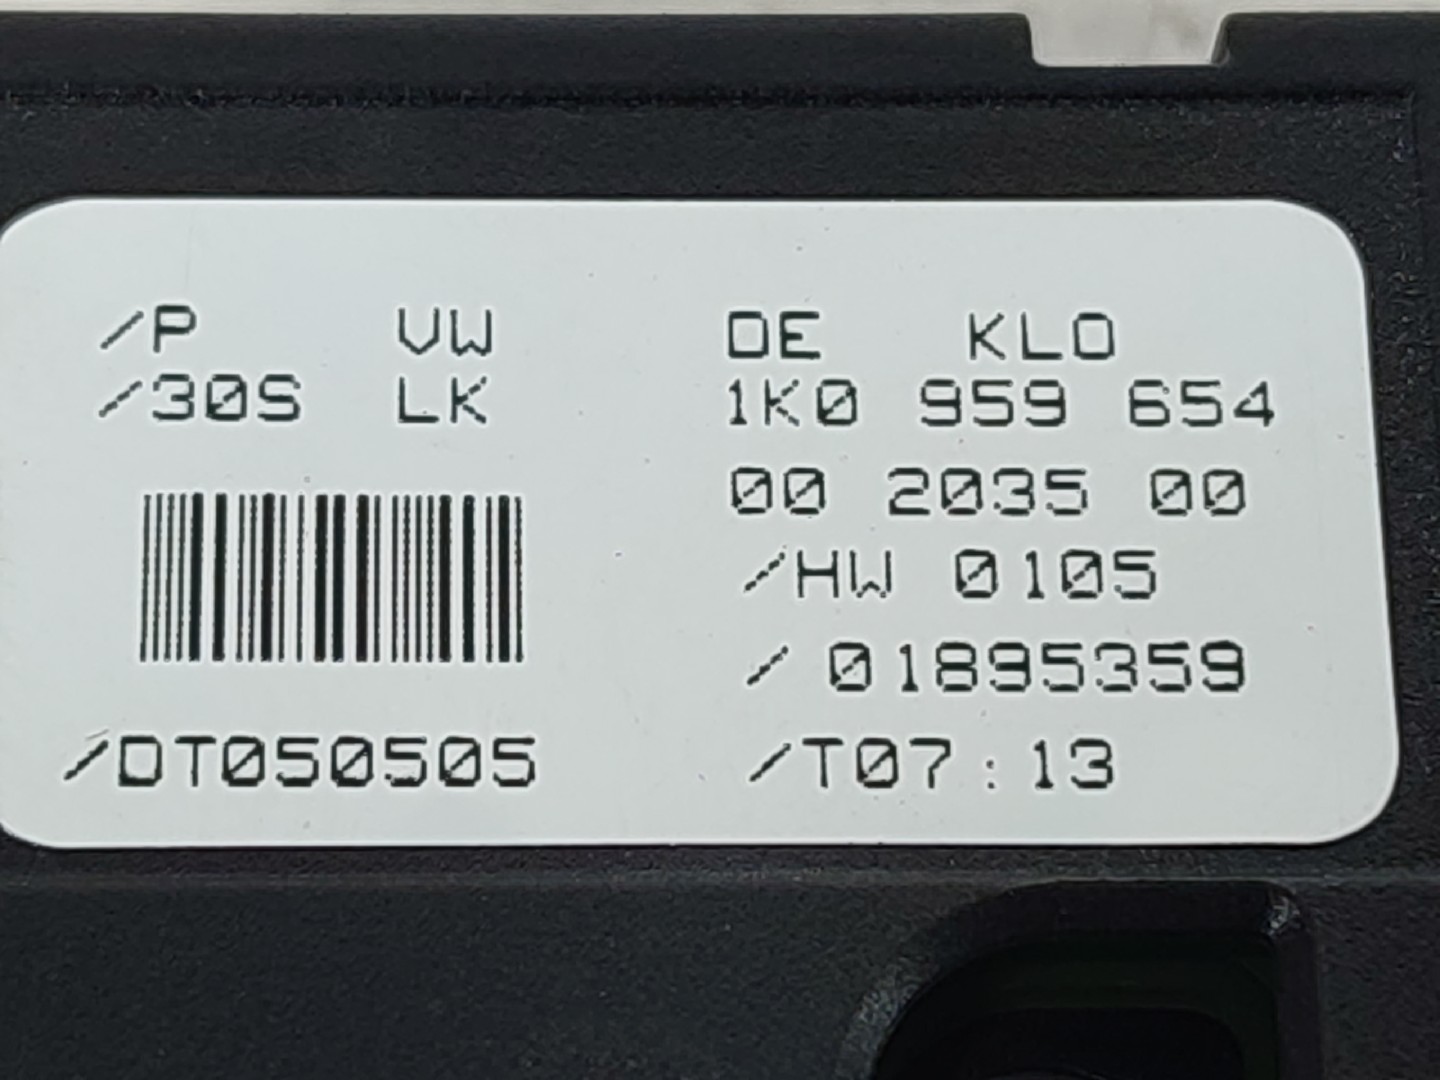 /P VW DE KLO
/30S LK 1K0 959 654
00 2035 00
/HW 0105
/ 01895359
/DT050505 /T07:13